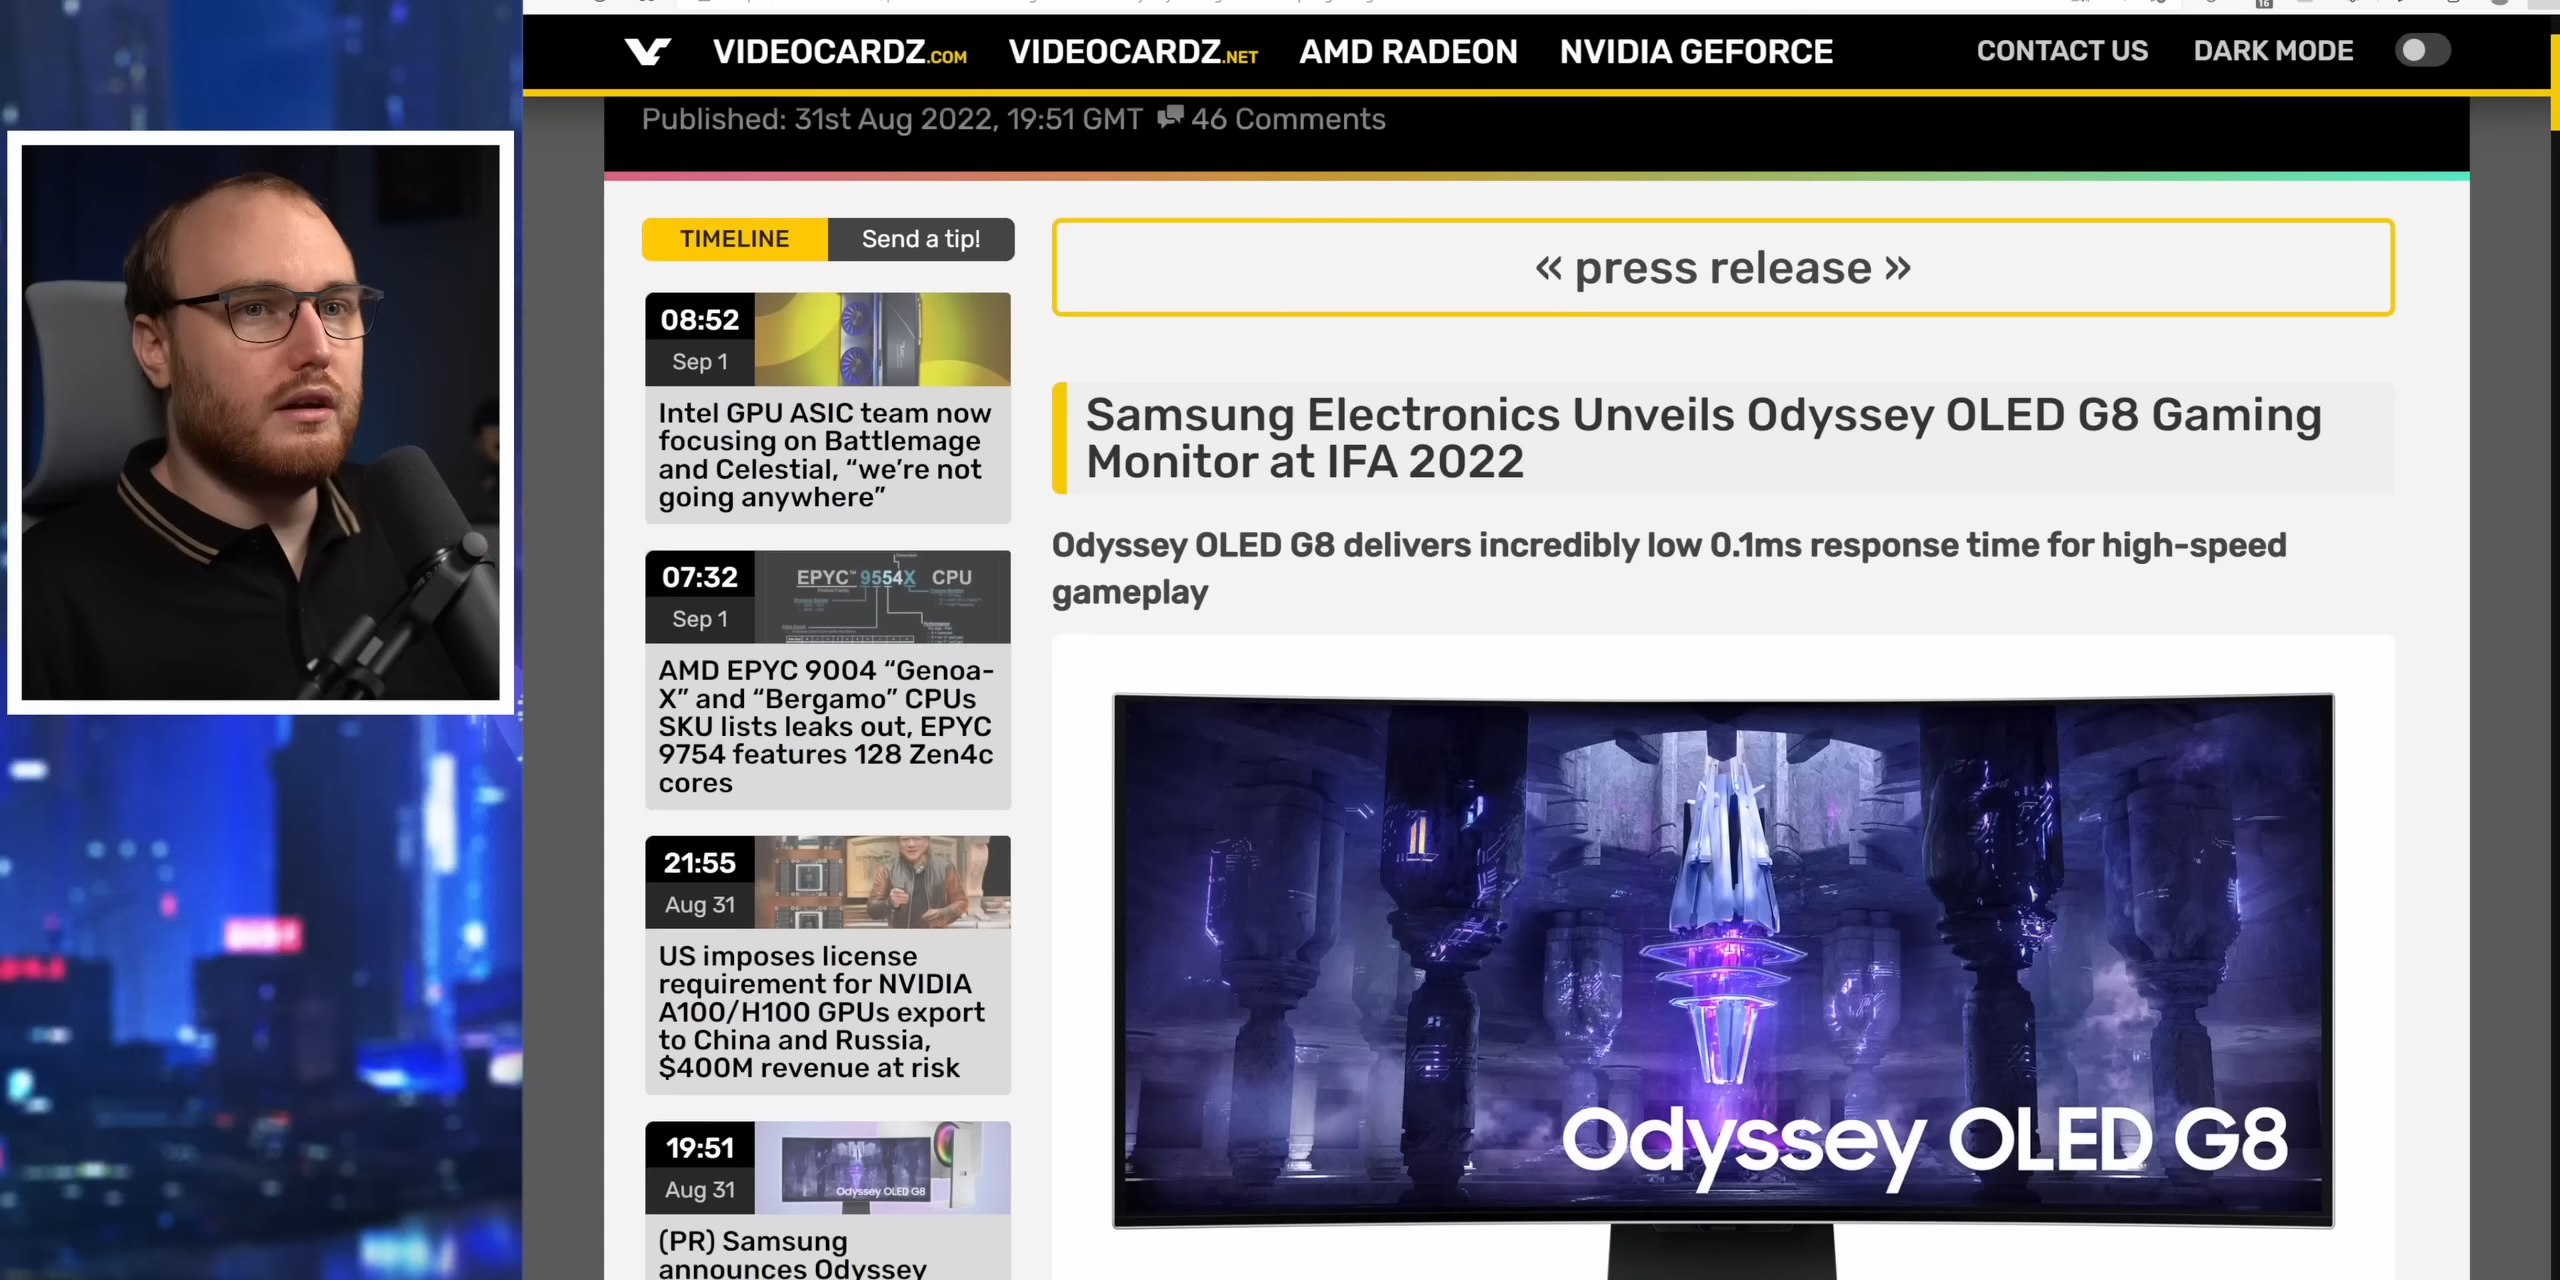 VIDEOCARDZ.COM VIDEOCARDZ.NET AMD RADEON NVIDIA GEFORCE CONTACT US DARK MODE
Published: 31st Aug 2022, 19:51 GMT 46 Comments
TIMELINE Send a tip!
08:52
Sep 1
Intel GPU ASIC team now
focusing on Battlemage
and Celestial, “we’re not
going anywhere”
07:32
Sep 1
EPYC™ 9554X CPU
AMD EPYC 9004 “Genoa-
X” and “Bergamo” CPUs
SKU lists leaks out, EPYC
9754 features 128 Zen4c
cores
21:55
Aug 31
US imposes license
requirement for NVIDIA
A100/H100 GPUs export
to China and Russia,
$400M revenue at risk
19:51
Aug 31
Odyssey OLED G8
(PR) Samsung
announces Odyssey
« press release »
Samsung Electronics Unveils Odyssey OLED G8 Gaming
Monitor at IFA 2022
Odyssey OLED G8 delivers incredibly low 0.1ms response time for high-speed
gameplay
Odyssey OLED G8